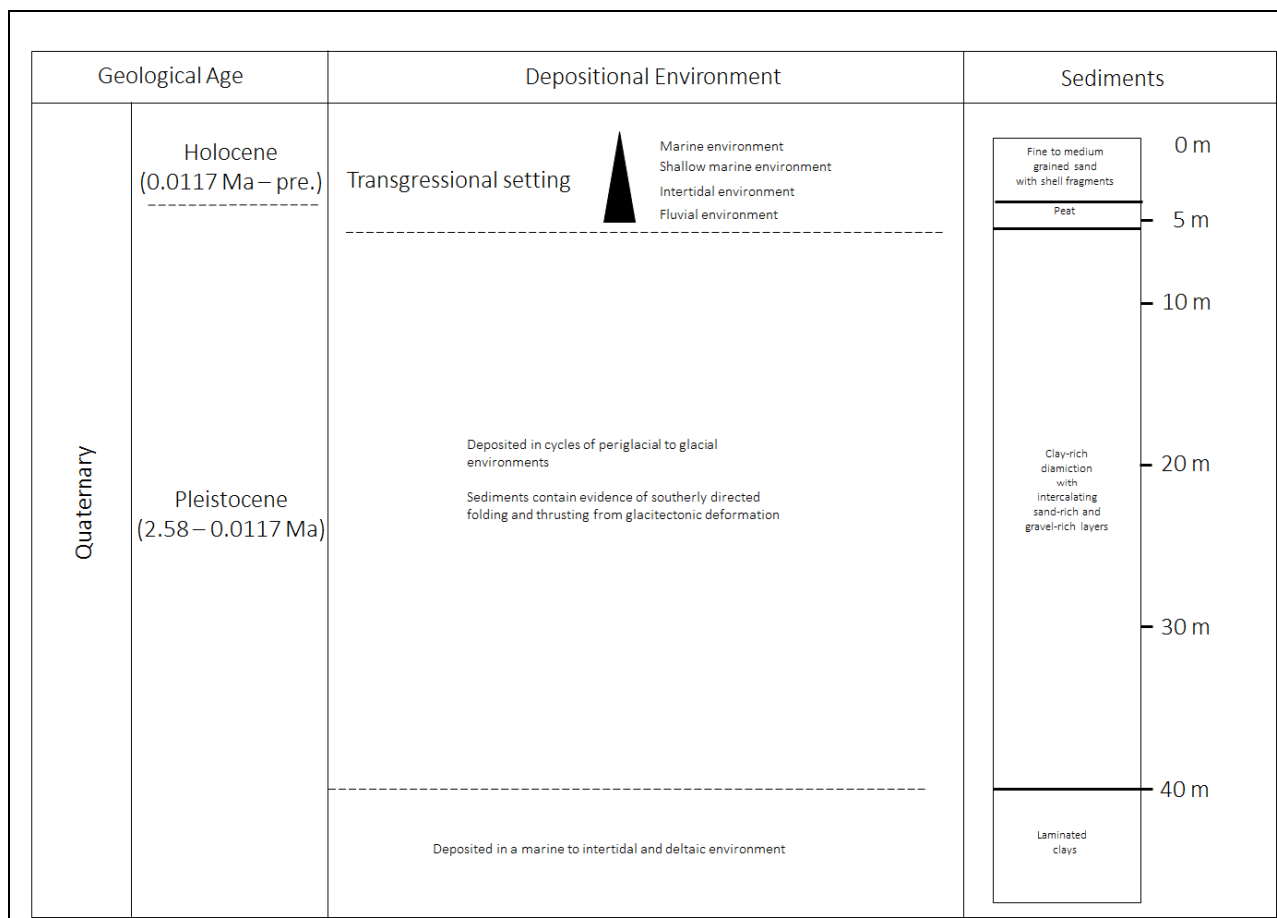 Geological Age
Depositional Environment
Sediments
Quaternary
Holocene
(0.0117 Ma – pre.)
Pleistocene
(2.58 – 0.0117 Ma)
Transgressional setting
Marine environment
Shallow marine environment
Intertidal environment
Fluvial environment
Deposited in cycles of periglacial to glacial
environments
Sediments contain evidence of southerly directed
folding and thrusting from glacitectonic deformation
Deposited in a marine to intertidal and deltaic environment
Fine to medium
grained sand
with shell fragments
Peat
Clay-rich
diamiction
with
intercalating
sand-rich and
gravel-rich layers
Laminated
clays
0 m
5 m
10 m
20 m
30 m
40 m